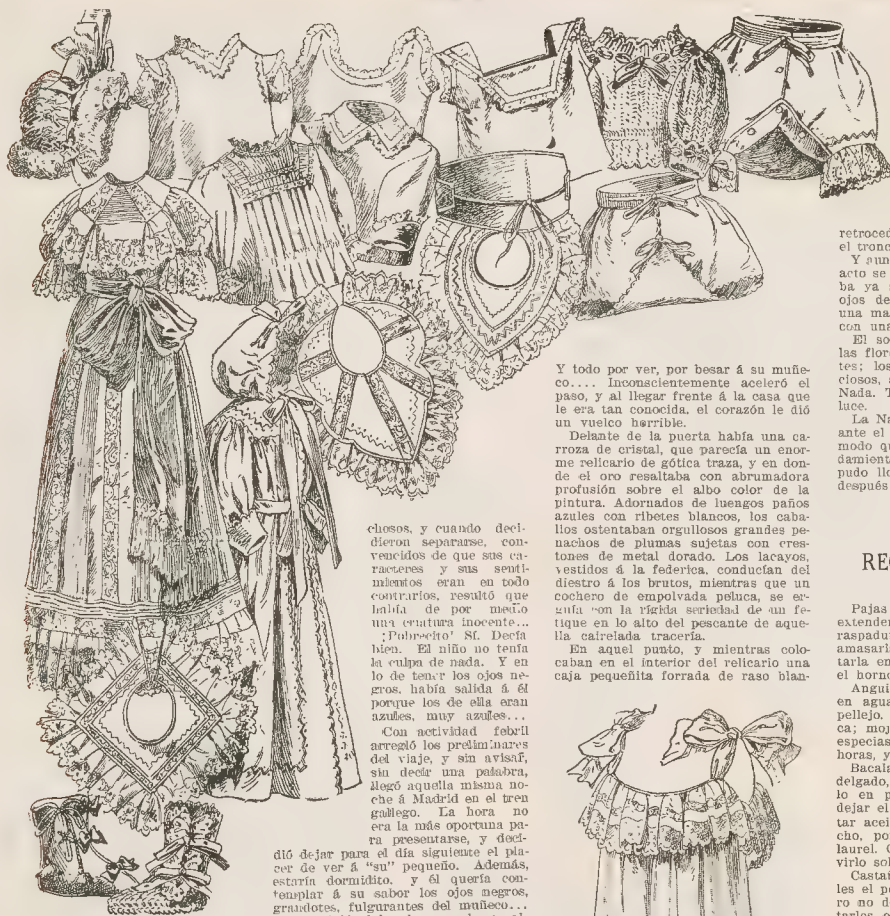 chosos, y cuando deci-
dieron separarse, con-
vencidos de que sus ca-
racteres y sus senti-
mientos eran en todo
contrarios, resultó que
había de por medio
una criatura inocente...
¡Pobrecito! Sí. Decía
bien. El niño no tenía
la culpa de nada. Y en
lo de tener los ojos ne-
gros, había salida á él
porque los de ella eran
azules, muy azules...
Con actividad febril
arregló los preliminares
del viaje, y sin avisar,
sin decir una palabra,
llegó aquella misma no-
che á Madrid en el tren
gallego. La hora no
era la más oportuna pa-
ra presentarse, y deci-
dió dejar para el día siguiente el pla-
cer de ver á "su" pequeño. Además,
estaría dormidito, y él quería con-
templar á su sabor los ojos negros,
grandotes, fulgurantes del muñeco...
Y todo por ver, por besar á su muñe-
co.... Inconscientemente aceleró el
paso, y al llegar frente á la casa que
le era tan conocida, el corazón le dió
un vuelco horrible.
Delante de la puerta había una ca-
rroza de cristal, que parecía un enor-
me relicario de gótica traza, y en don-
de el oro resaltaba con abrumadora
profusión sobre el albo color de la
pintura. Adornados de luengos paños
azules con ribetes blancos, los caba-
llos ostentaban orgullosos grandes pe-
nachos de plumas sujetas con cres-
tones de metal dorado. Los lacayos,
vestidos á la federica, conducían del
diestro á los brutos, mientras que un
cochero de empolvada peluca, se er-
guía con la rígida seriedad de un fe-
tique en lo alto del pescante de aque-
lla cairelada tracería.
En aquel punto, y mientras colo-
caban en el interior del relicario una
caja pequeñita forrada de raso blan-
retroced
el tronc
Y aun
acto se
ba ya
ojos de
una ma
con una
El so
las flor
tes; los
ciosos,
Nada. T
luce.
La Na
ante el
modo qu
damient
pudo llo
después
REC
Pajas
extender
raspadu
amasarl
tarla en
el horno
Angui
en agua
pellejo.
ca; moj
especias
horas, y
Bacala
delgado,
lo en p
dejar el
tar acei
cho, po
laurel. C
virlo sol
Castañ
les el pe
ro no d